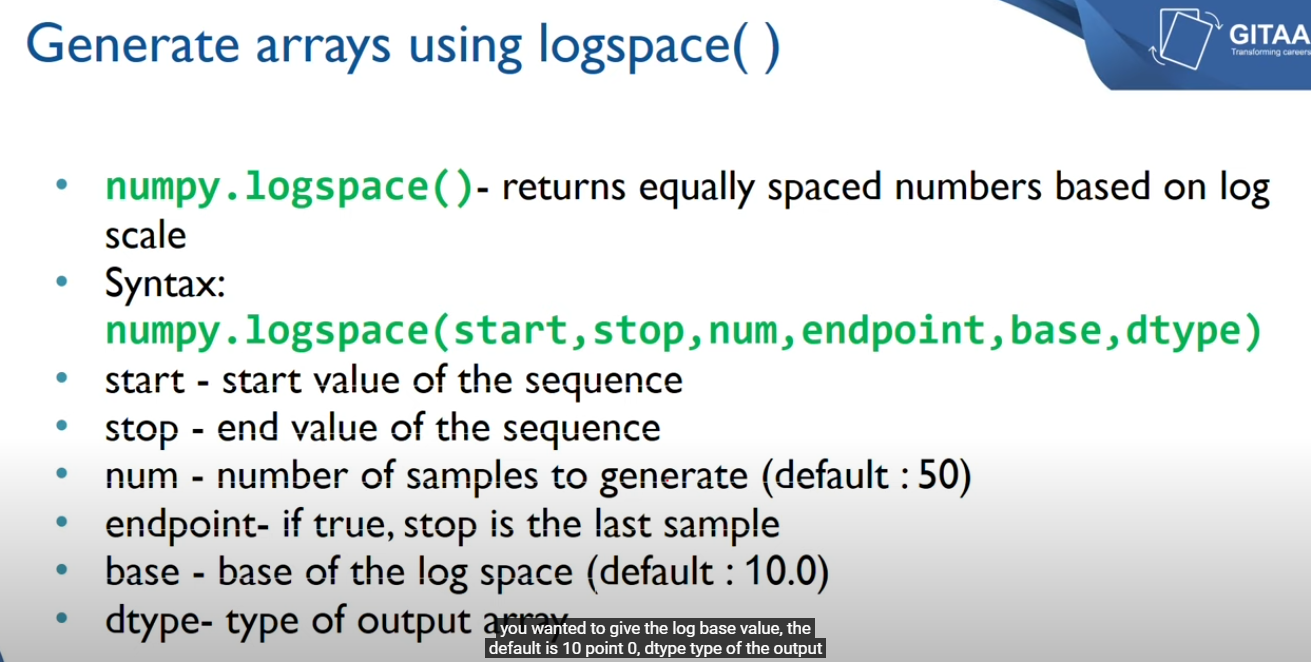 Generate arrays using logspace( )
GITAA
Transforming careers
• numpy.logspace()- returns equally spaced numbers based on log
scale
• Syntax:
numpy.logspace(start,stop,num,endpoint,base,dtype)
• start - start value of the sequence
• stop - end value of the sequence
• num - number of samples to generate (default : 50)
• endpoint- if true, stop is the last sample
• base - base of the log space (default : 10.0)
• dtype- type of output array
you wanted to give the log base value, the
default is 10 point 0, dtype type of the output